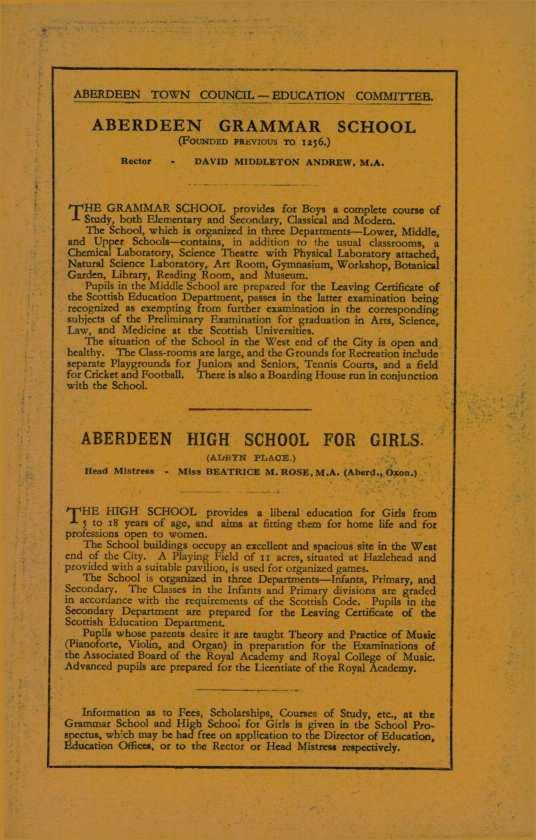 ABERDEEN TOWN COUNCIL — EDUCATION COMMITTEE.
ABERDEEN GRAMMAR SCHOOL
(FOUNDED PREVIOUS TO 1256.)
Rector - DAVID MIDDLETON ANDREW, M.A.
THE GRAMMAR SCHOOL provides for Boys a complete course of
Study, both Elementary and Secondary, Classical and Modern.
The School, which is organized in three Departments—Lower, Middle,
and Upper Schools—contains, in addition to the usual classrooms, a
Chemical Laboratory, Science Theatre with Physical Laboratory attached,
Natural Science Laboratory, Art Room, Gymnasium, Workshop, Botanical
Garden, Library, Reading Room, and Museum.
Pupils in the Middle School are prepared for the Leaving Certificate of
the Scottish Education Department, passes in the latter examination being
recognized as exempting from further examination in the corresponding
subjects of the Preliminary Examination for graduation in Arts, Science,
Law, and Medicine at the Scottish Universities.
The situation of the School in the West end of the City is open and
healthy. The Class-rooms are large, and the Grounds for Recreation include
separate Playgrounds for Juniors and Seniors, Tennis Courts, and a field
for Cricket and Football. There is also a Boarding House run in conjunction
with the School.
ABERDEEN HIGH SCHOOL FOR GIRLS.
(ALBYN PLACE.)
Head Mistress - Miss BEATRICE M. ROSE, M.A. (Aberd., Oxon.)
THE HIGH SCHOOL provides a liberal education for Girls from
5 to 18 years of age, and aims at fitting them for home life and for
professions open to women.
The School buildings occupy an excellent and spacious site in the West
end of the City. A Playing Field of 11 acres, situated at Hazlehead and
provided with a suitable pavilion, is used for organized games.
The School is organized in three Departments—Infants, Primary, and
Secondary. The Classes in the Infants and Primary divisions are graded
in accordance with the requirements of the Scottish Code. Pupils in the
Secondary Department are prepared for the Leaving Certificate of the
Scottish Education Department.
Pupils whose parents desire it are taught Theory and Practice of Music
(Pianoforte, Violin, and Organ) in preparation for the Examinations of
the Associated Board of the Royal Academy and Royal College of Music.
Advanced pupils are prepared for the Licentiate of the Royal Academy.
Information as to Fees, Scholarships, Courses of Study, etc., at the
Grammar School and High School for Girls is given in the School Pro-
spectus, which may be had free on application to the Director of Education,
Education Offices, or to the Rector or Head Mistress respectively.